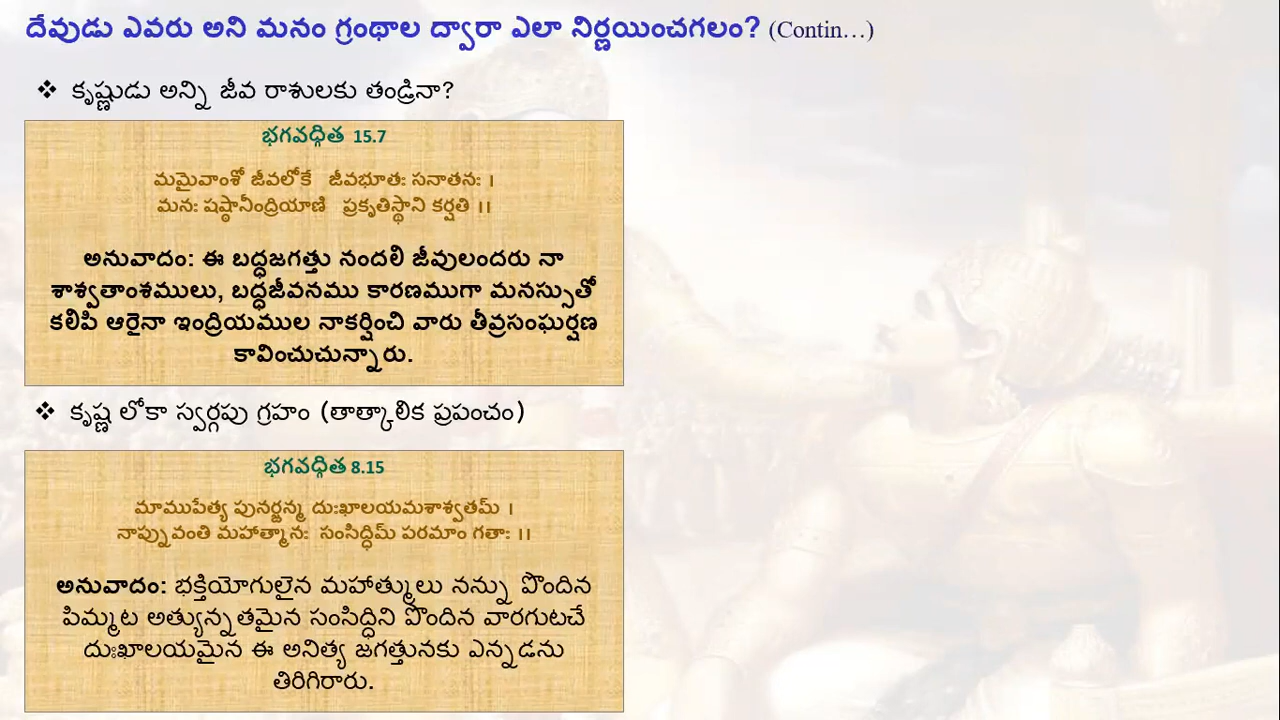 దేవుడు ఎవరు అని మనం గ్రంథాల ద్వారా ఎలా నిర్ణయించగలం? (Contin...)
❖ కృష్ణుడు అన్ని జీవ రాశులకు తండ్రినా?
భగవధ్గిత 15.7
మమైవాంశో జీవలోకే జీవభూతః సనాతనః ।
మనః షష్ఠానీంద్రియాణి ప్రకృతిస్థాని కర్షతి ।।
అనువాదం: ఈ బద్ధజగత్తు నందలి జీవులందరు నా
శాశ్వతాంశములు, బద్ధజీవనము కారణముగా మనస్సుతో
కలిపి ఆరైనా ఇంద్రియముల నాకర్షించి వారు తీవ్రసంఘర్షణ
కావించుచున్నారు.
❖ కృష్ణ లోకా స్వర్గపు గ్రహం (తాత్కాలిక ప్రపంచం)
భగవధ్గిత 8.15
మాముపేత్య పునర్జన్మ దుఃఖాలయమశాశ్వతమ్ ।
నాప్నువంతి మహాత్మానః సంసిద్ధిమ్ పరమాం గతాః ।।
అనువాదం: భక్తియోగులైన మహాత్ములు నన్ను పొందిన
పిమ్మట అత్యున్నతమైన సంసిద్ధిని పొందిన వారగుటచే
దుఃఖాలయమైన ఈ అనిత్య జగత్తునకు ఎన్నడను
తిరిగిరారు.